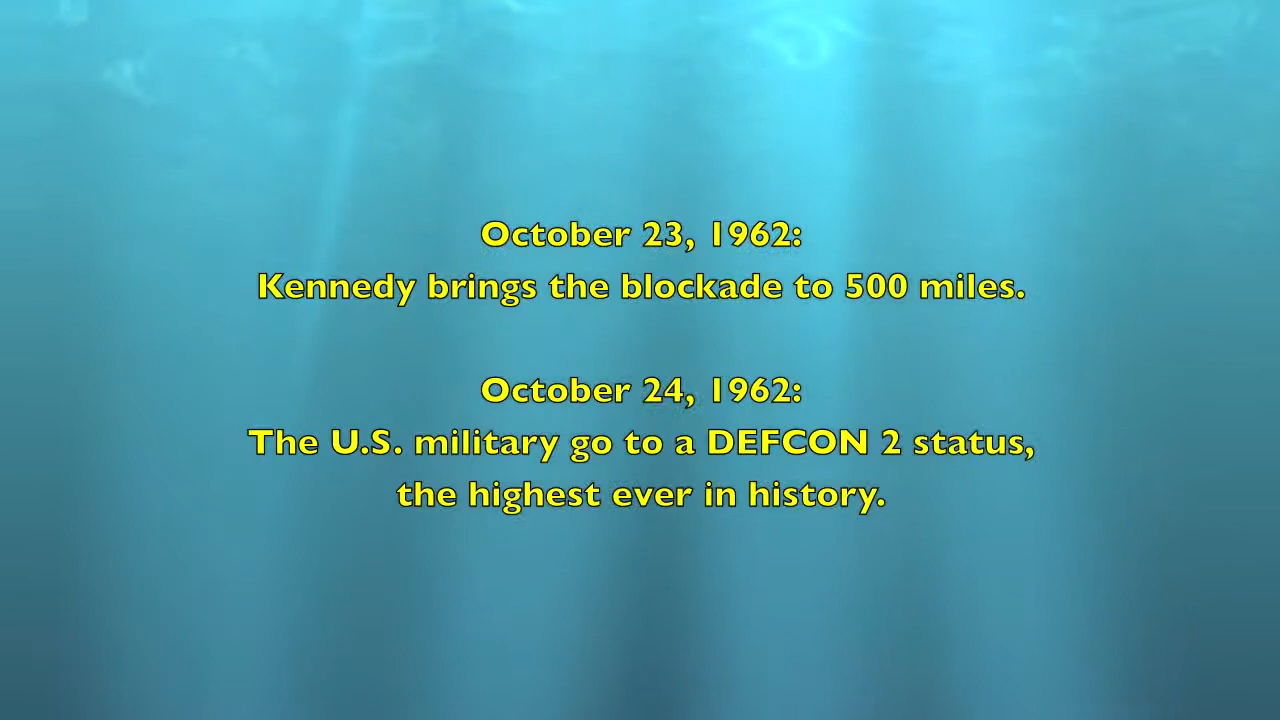 October 23, 1962:
Kennedy brings the blockade to 500 miles.
October 24, 1962:
The U.S. military go to a DEFCON 2 status,
the highest ever in history.